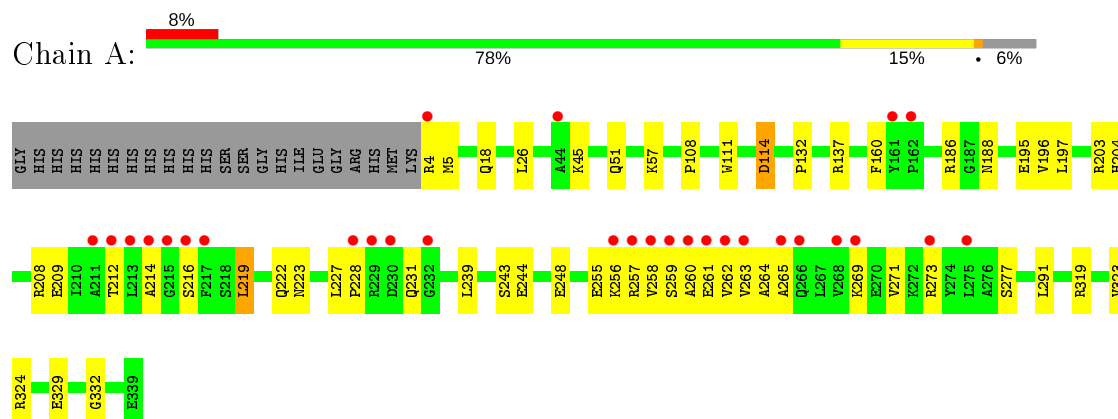 8%
Chain A:
78% 15% • 6%
GLY HIS HIS HIS HIS HIS HIS HIS HIS HIS HIS SER SER GLY HIS ILE GLU GLY ARG HIS MET LYS R4 M5 Q18 L26 A44 K45 Q51 K57 P108 W111 D114 P132 R137 F160 Y161 P162 R186 G187 N188 E195 V196 L197 R203 H204
R208 E209 I210 A211 T212 L213 A214 G215 S216 F217 S218 L219 Q222 N223 L227 P228 R229 D230 Q231 G232 L239 S243 E244 E248 E255 K256 R257 V258 S259 A260 E261 V262 V263 A264 A265 Q266 L267 V268 K269 E270 V271 K272 R273 Y274 L275 A276 S277 L291 R319
R324 E329 G332 E339